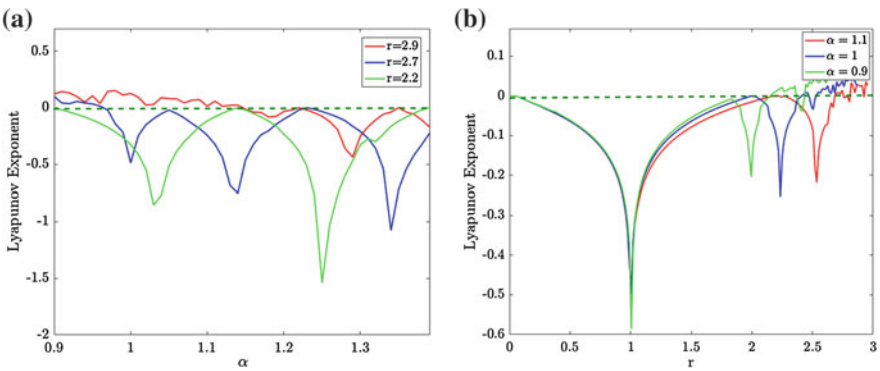 (a)
0.5
0
-0.5
-1
-1.5
-2
Lyapunov Exponent
r=2.9
r=2.7
r=2.2
0.9
1
1.1
1.2
1.3
α
(b)
0.1
0
-0.1
-0.2
-0.3
-0.4
-0.5
-0.6
Lyapunov Exponent
α = 1.1
α = 1
α = 0.9
0
0.5
1
1.5
2
2.5
3
r